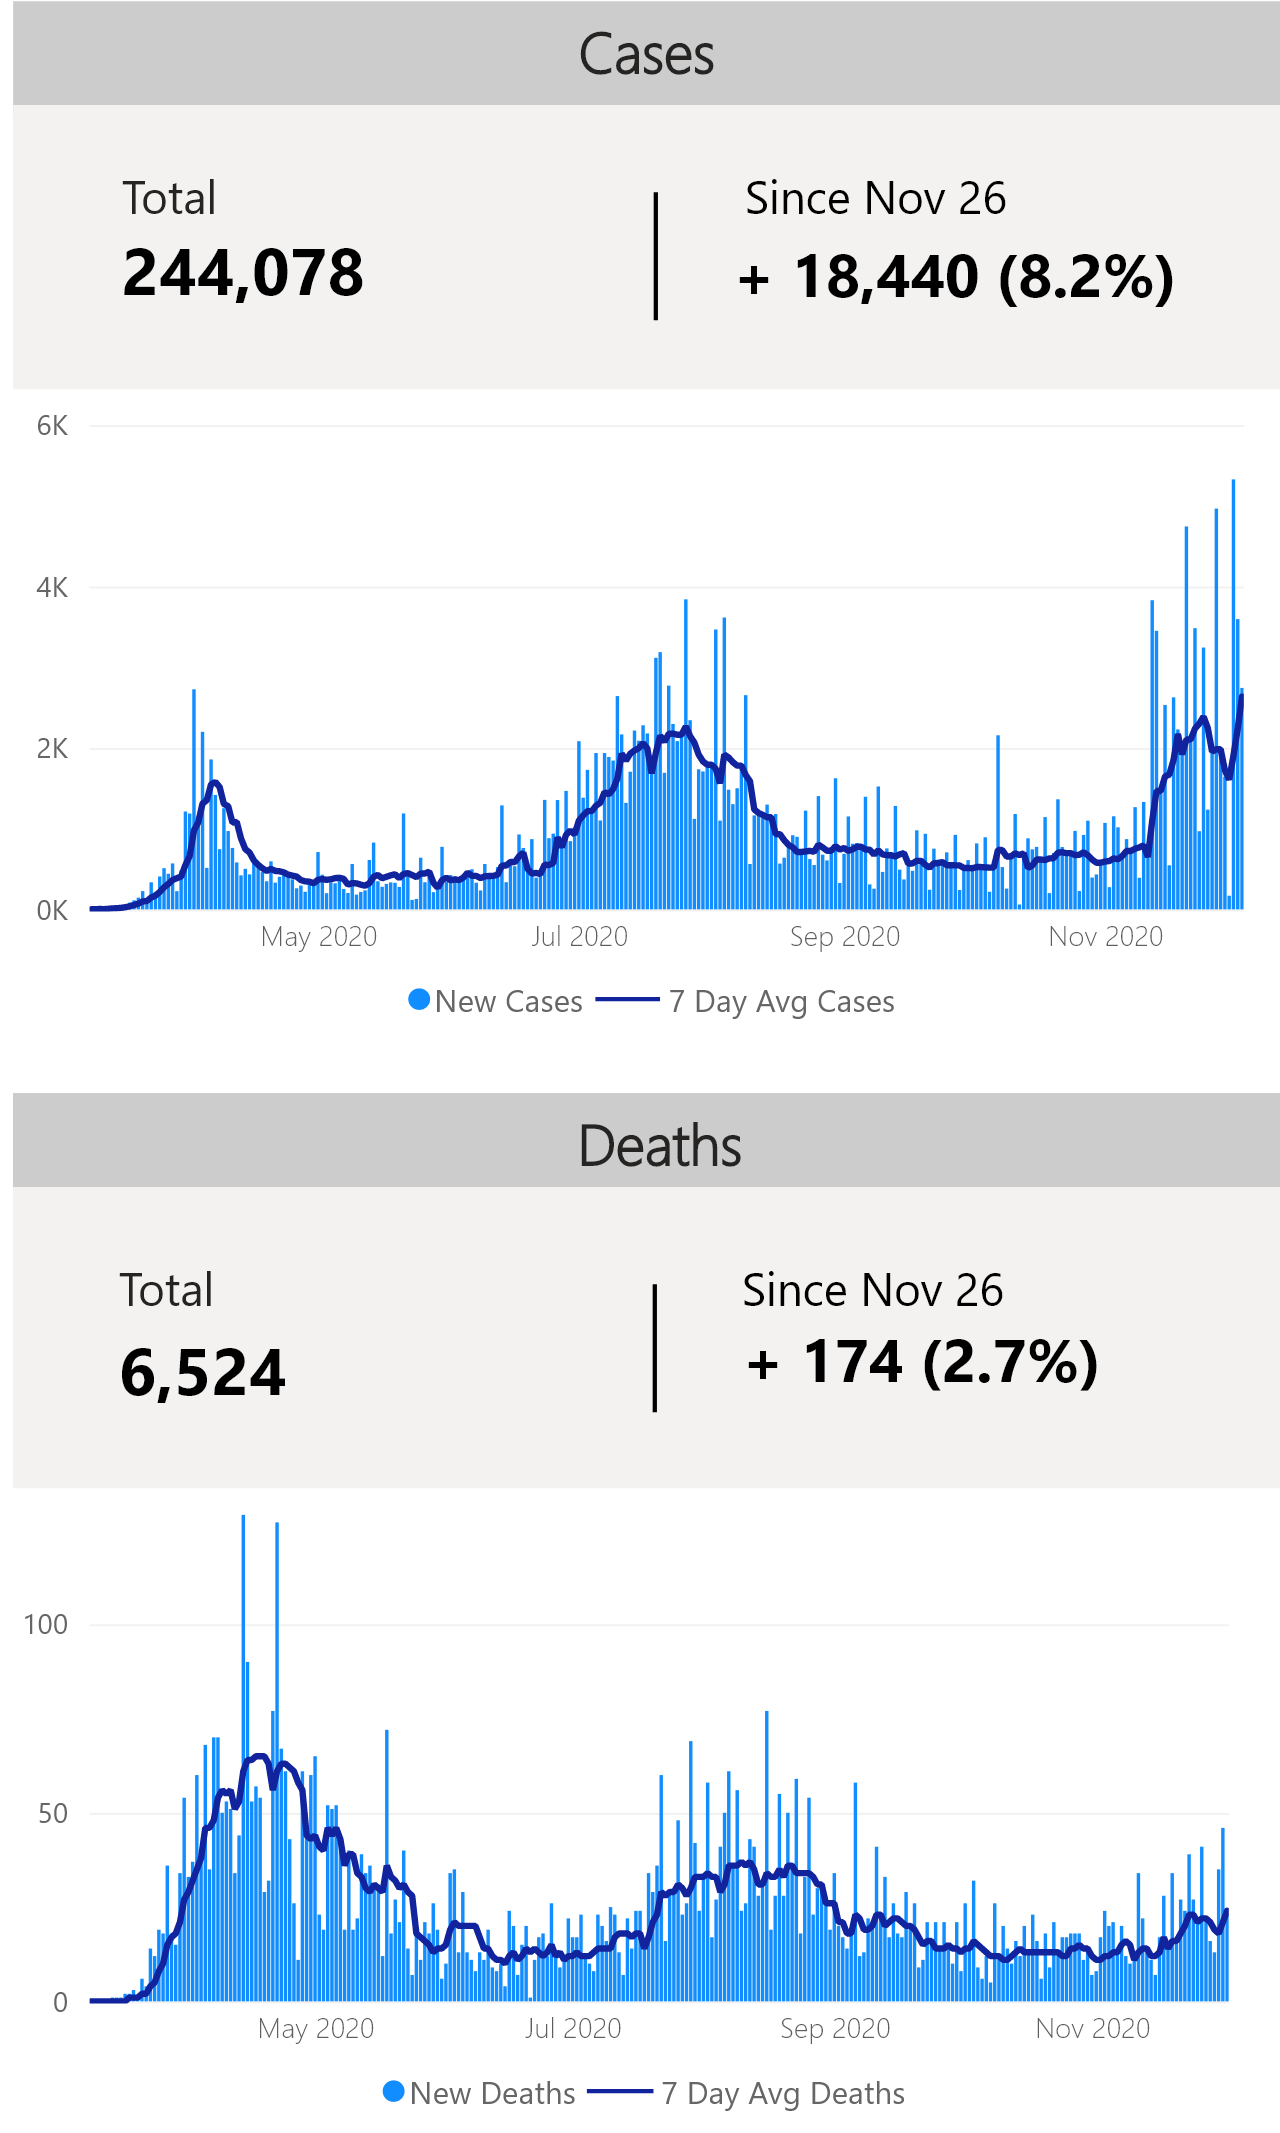 Cases
Total
Since Nov 26
244,078
+ 18,440 (8.2%)
6K
4K
2K
0K
May 2020
Jul 2020
Sep 2020
Nov 2020
New Cases
7 Day Avg Cases
Deaths
Total
Since Nov 26
6,524
+ 174 (2.7%)
100
50
0
May 2020
Jul 2020
Sep 2020
Nov 2020
New Deaths
7 Day Avg Deaths